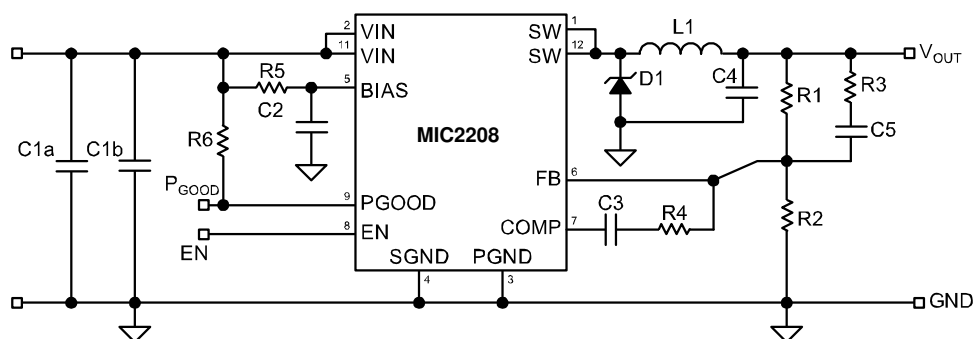 2 VIN
11 VIN
5 BIAS
9 PGOOD
8 EN
SGND
4
PGND
3
MIC2208
SW 1
SW 12
FB 6
COMP 7
C1a
C1b
R5
C2
R6
PGOOD
EN
L1
D1
C4
R1
R3
C5
VOUT
C3
R4
R2
GND